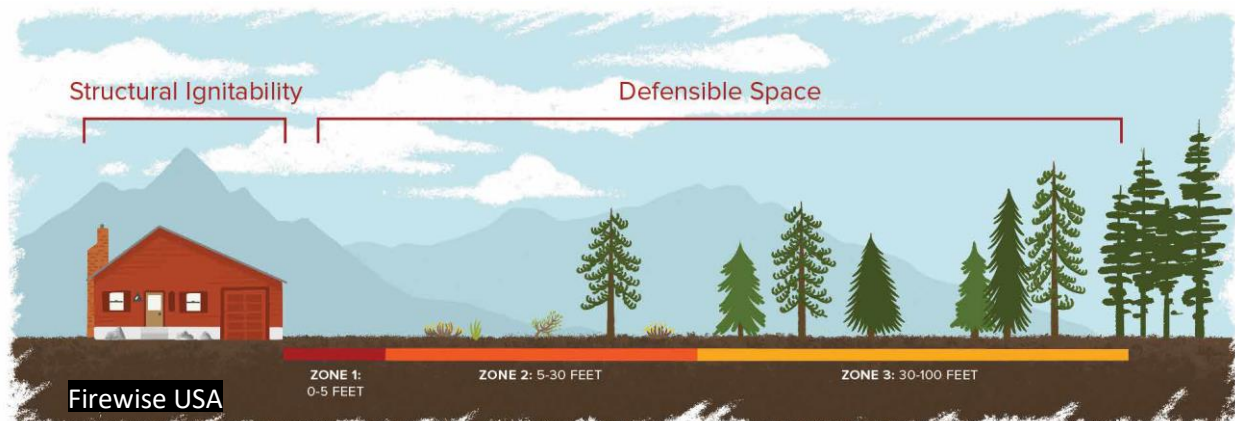 Structural Ignitability
Defensible Space
ZONE 1:
0-5 FEET
ZONE 2: 5-30 FEET
ZONE 3: 30-100 FEET
Firewise USA